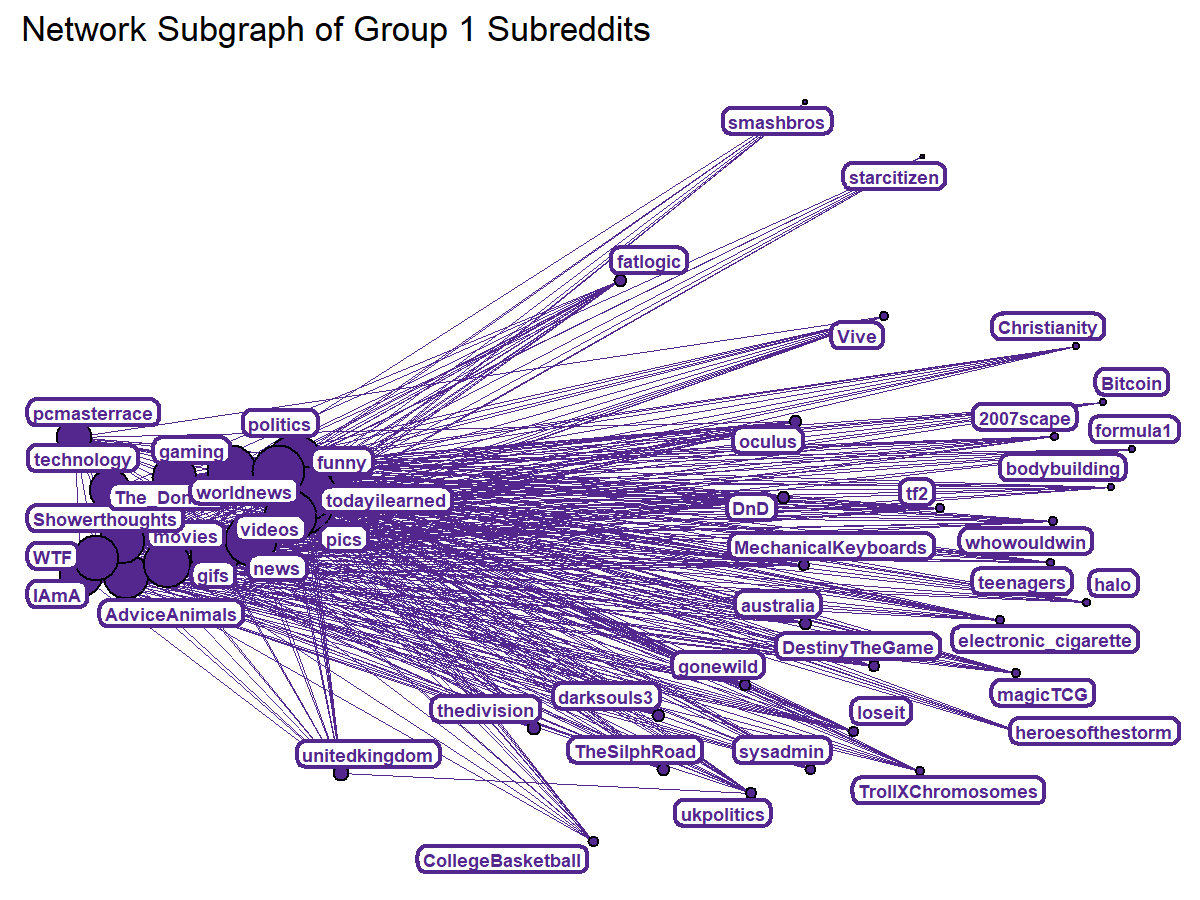 Network Subgraph of Group 1 Subreddits
smashbros
starcitizen
fatlogic
Vive
Christianity
Bitcoin
pcmasterrace
politics
2007scape
formula1
oculus
technology
gaming
funny
bodybuilding
The_Don
worldnews
todayilearned
tf2
DnD
Showerthoughts
movies
videos
pics
MechanicalKeyboards
whowouldwin
WTF
gifs
news
teenagers
halo
IAmA
AdviceAnimals
australia
electronic_cigarette
DestinyTheGame
gonewild
magicTCG
darksouls3
thedivision
loseit
heroesofthestorm
unitedkingdom
TheSilphRoad
sysadmin
TrollXChromosomes
ukpolitics
CollegeBasketball